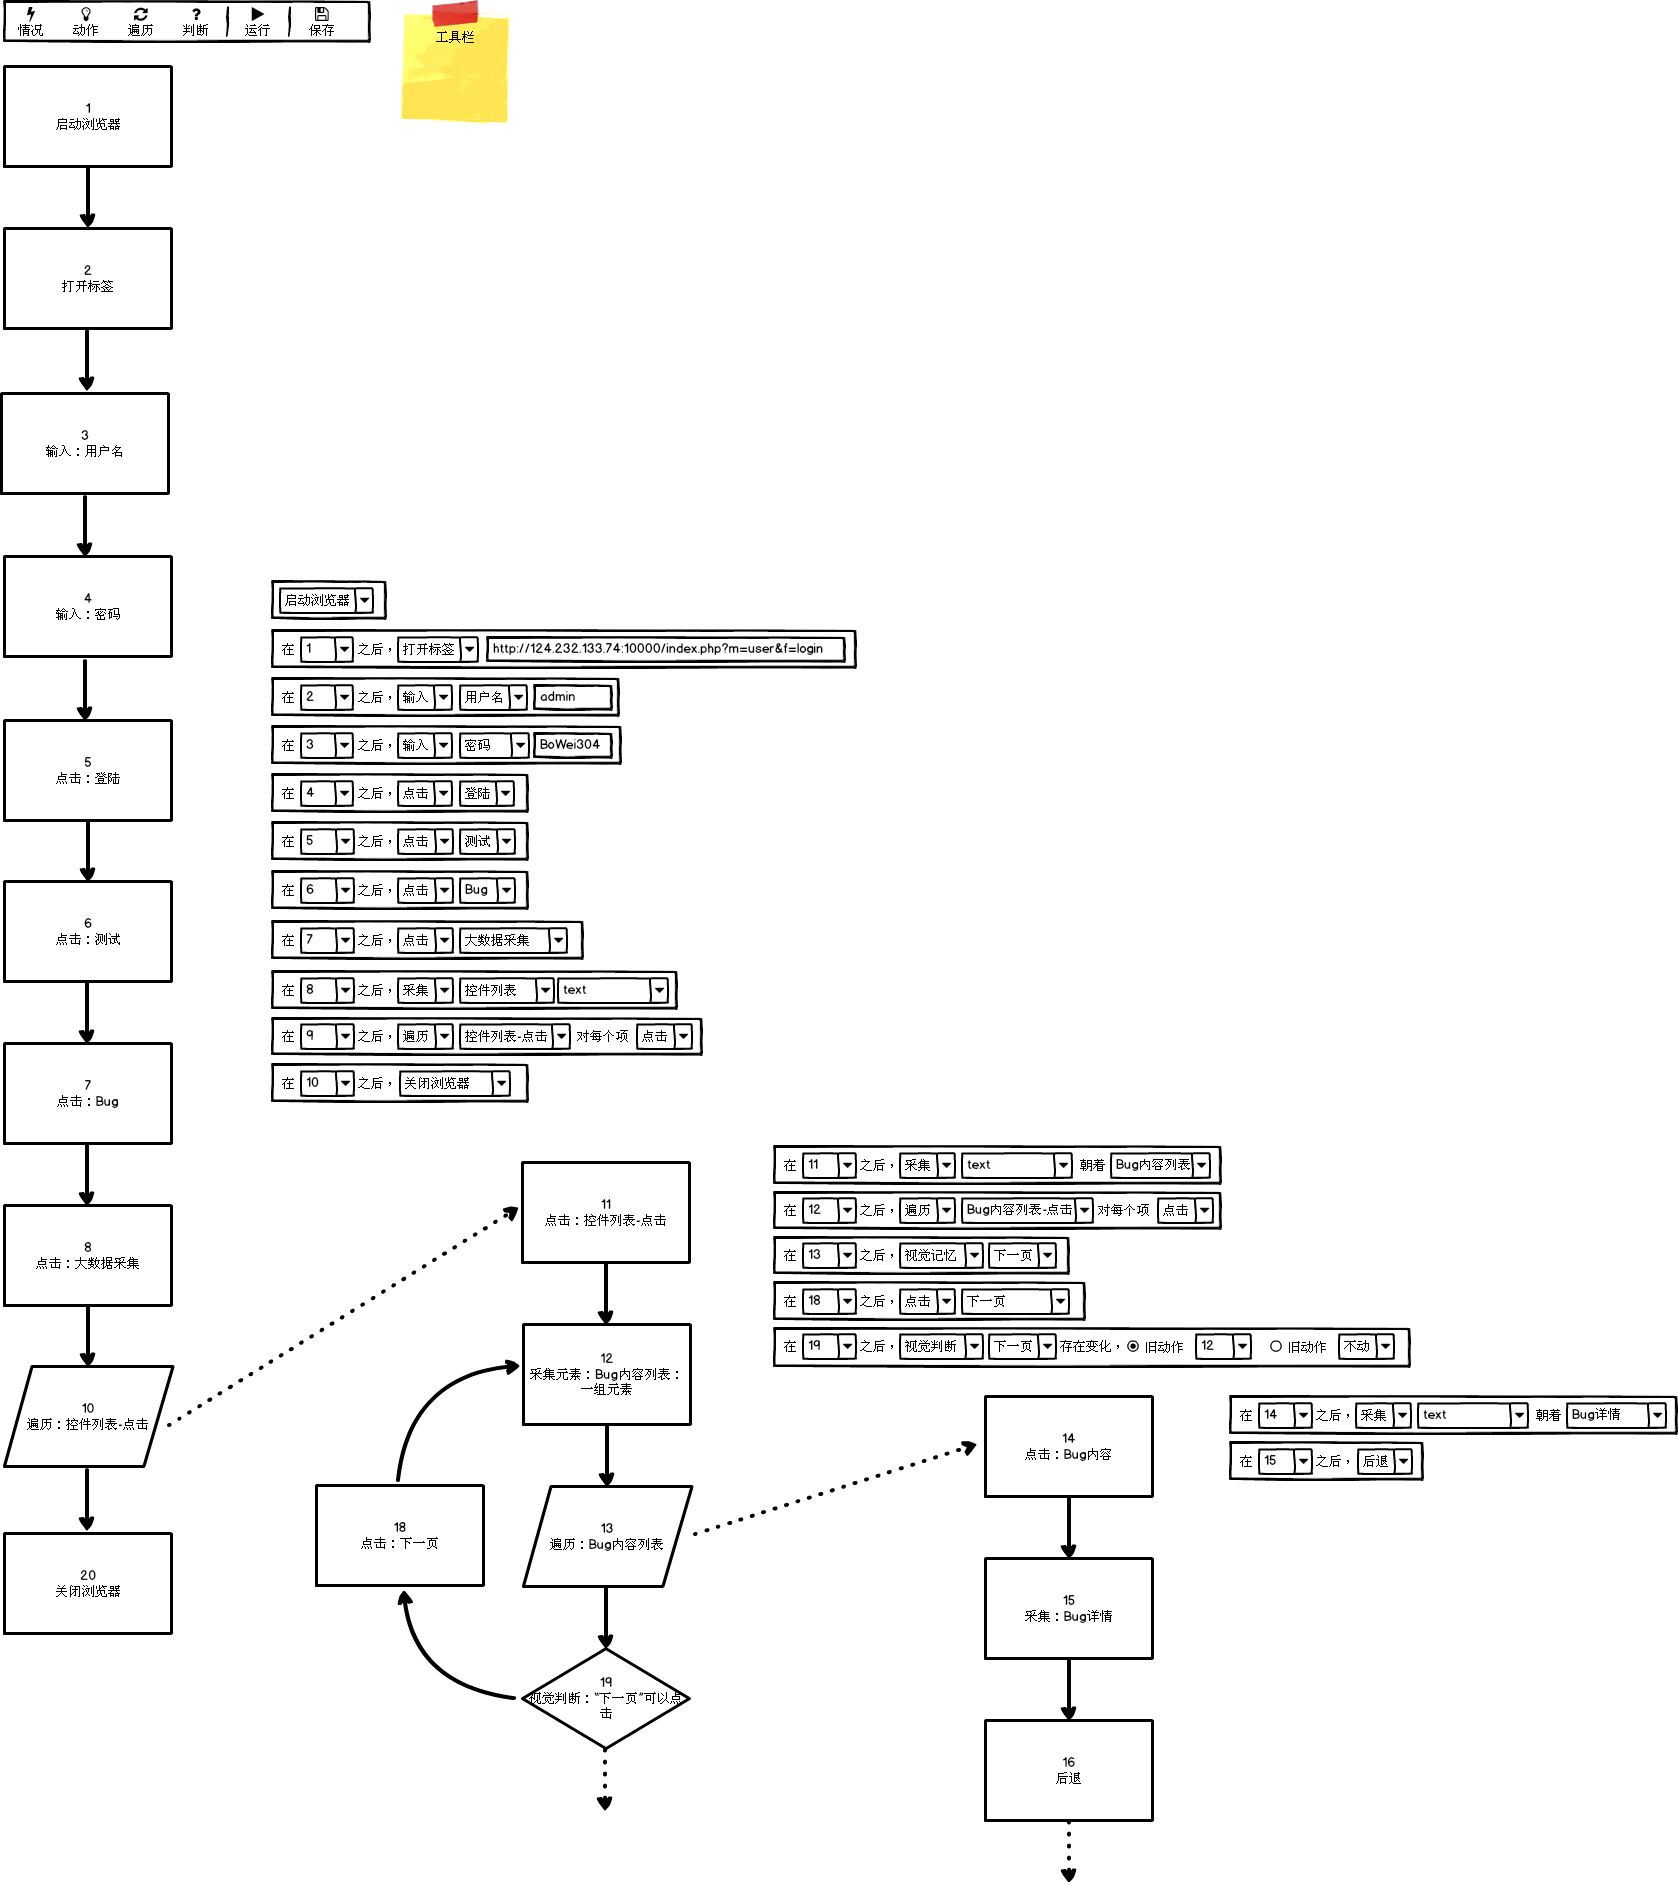 情况 动作 遍历 判断 运行 保存
工具栏
1
启动浏览器
2
打开标签
3
输入：用户名
4
输入：密码
5
点击：登陆
6
点击：测试
7
点击：Bug
8
点击：大数据采集
10
遍历：控件列表-点击
20
关闭浏览器
启动浏览器
在 1 之后， 打开标签 http://124.232.133.74:10000/index.php?m=user&f=login
在 2 之后， 输入 用户名 admin
在 3 之后， 输入 密码 BoWei304
在 4 之后， 点击 登陆
在 5 之后， 点击 测试
在 6 之后， 点击 Bug
在 7 之后， 点击 大数据采集
在 8 之后， 采集 控件列表 text
在 9 之后， 遍历 控件列表-点击 对每个项 点击
在 10 之后， 关闭浏览器
11
点击：控件列表-点击
12
采集元素：Bug内容列表：
一组元素
13
遍历：Bug内容列表
18
点击：下一页
19
视觉判断：“下一页”可以点
击
在 11 之后， 采集 text 朝着 Bug内容列表
在 12 之后， 遍历 Bug内容列表-点击 对每个项 点击
在 13 之后， 视觉记忆 下一页
在 18 之后， 点击 下一页
在 19 之后， 视觉判断 下一页 存在变化， 旧动作 12 旧动作 不动
14
点击：Bug内容
15
采集：Bug详情
16
后退
在 14 之后， 采集 text 朝着 Bug详情
在 15 之后， 后退